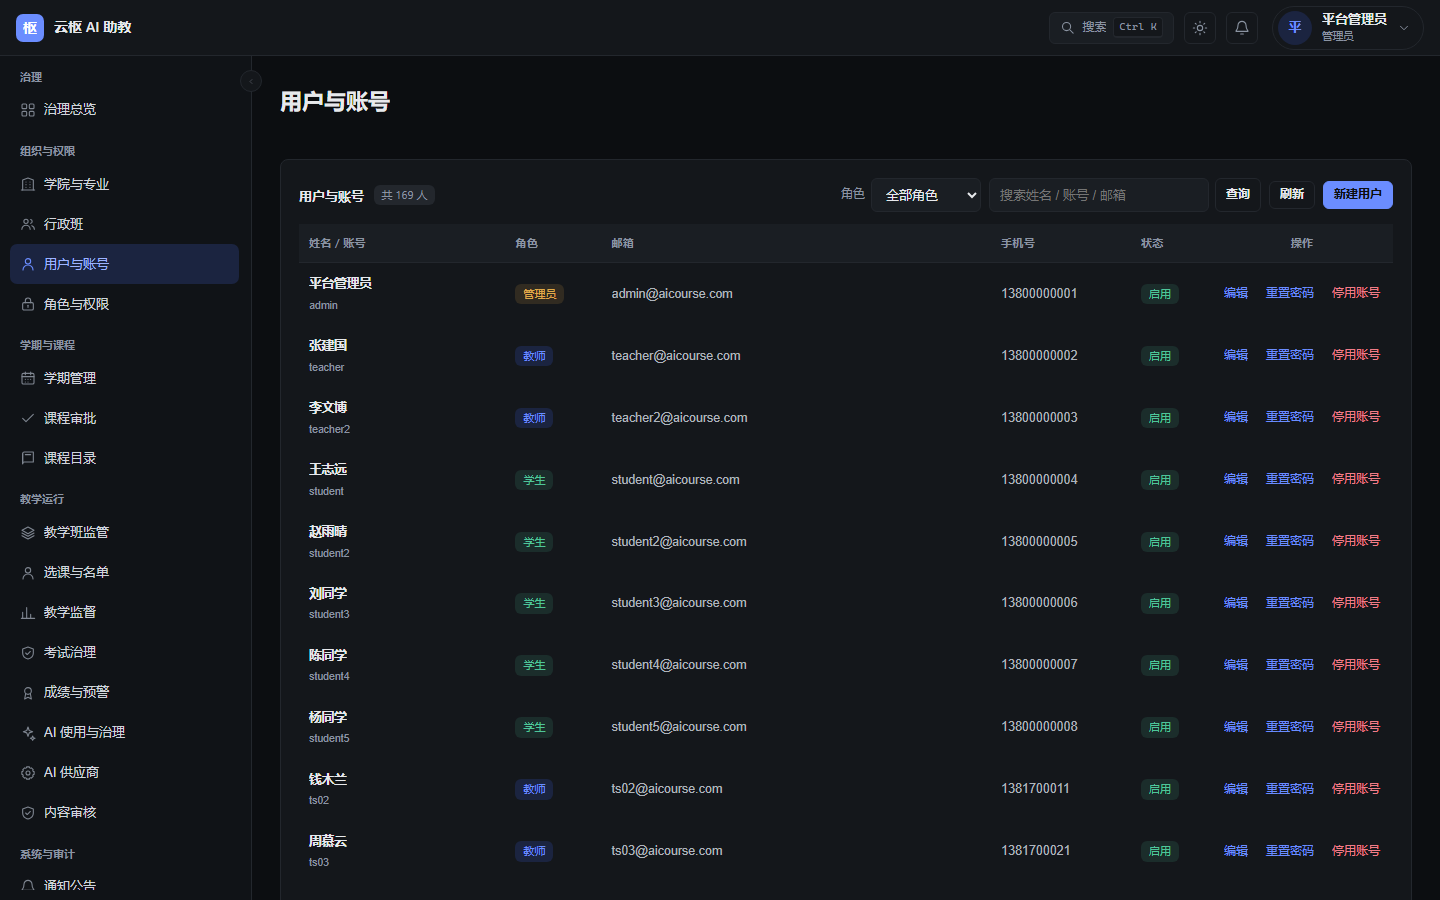 枢 云枢 AI 助教
搜索 Ctrl K
平 平台管理员
管理员
治理
治理总览
组织与权限
学院与专业
行政班
用户与账号
角色与权限
学期与课程
学期管理
课程审批
课程目录
教学运行
教学班监管
选课与名单
教学监督
考试治理
成绩与预警
AI 使用与治理
AI 供应商
内容审核
系统与审计
通知公告
用户与账号
用户与账号 共 169 人 角色 全部角色 搜索姓名 / 账号 / 邮箱 查询 刷新 新建用户
姓名 / 账号 角色 邮箱 手机号 状态 操作
平台管理员
admin 管理员 admin@aicourse.com 13800000001 启用 编辑 重置密码 停用账号
张建国
teacher 教师 teacher@aicourse.com 13800000002 启用 编辑 重置密码 停用账号
李文博
teacher2 教师 teacher2@aicourse.com 13800000003 启用 编辑 重置密码 停用账号
王志远
student 学生 student@aicourse.com 13800000004 启用 编辑 重置密码 停用账号
赵雨晴
student2 学生 student2@aicourse.com 13800000005 启用 编辑 重置密码 停用账号
刘同学
student3 学生 student3@aicourse.com 13800000006 启用 编辑 重置密码 停用账号
陈同学
student4 学生 student4@aicourse.com 13800000007 启用 编辑 重置密码 停用账号
杨同学
student5 学生 student5@aicourse.com 13800000008 启用 编辑 重置密码 停用账号
钱木兰
ts02 教师 ts02@aicourse.com 1381700011 启用 编辑 重置密码 停用账号
周慕云
ts03 教师 ts03@aicourse.com 1381700021 启用 编辑 重置密码 停用账号